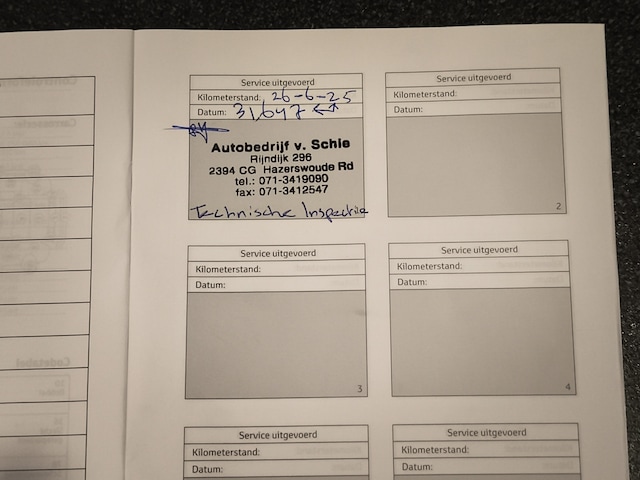 Service uitgevoerd
Kilometerstand: 26-6-25
Datum: 31,647
Autobedrijf v. Schie
Rijndijk 296
2394 CG Hazerswoude Rd
tel.: 071-3419090
fax: 071-3412547
Technische Inspectie
Service uitgevoerd
Kilometerstand:
Datum:
2
Service uitgevoerd
Kilometerstand:
Datum:
3
Service uitgevoerd
Kilometerstand:
Datum:
4
Service uitgevoerd
Kilometerstand:
Datum:
Service uitgevoerd
Kilometerstand:
Datum: